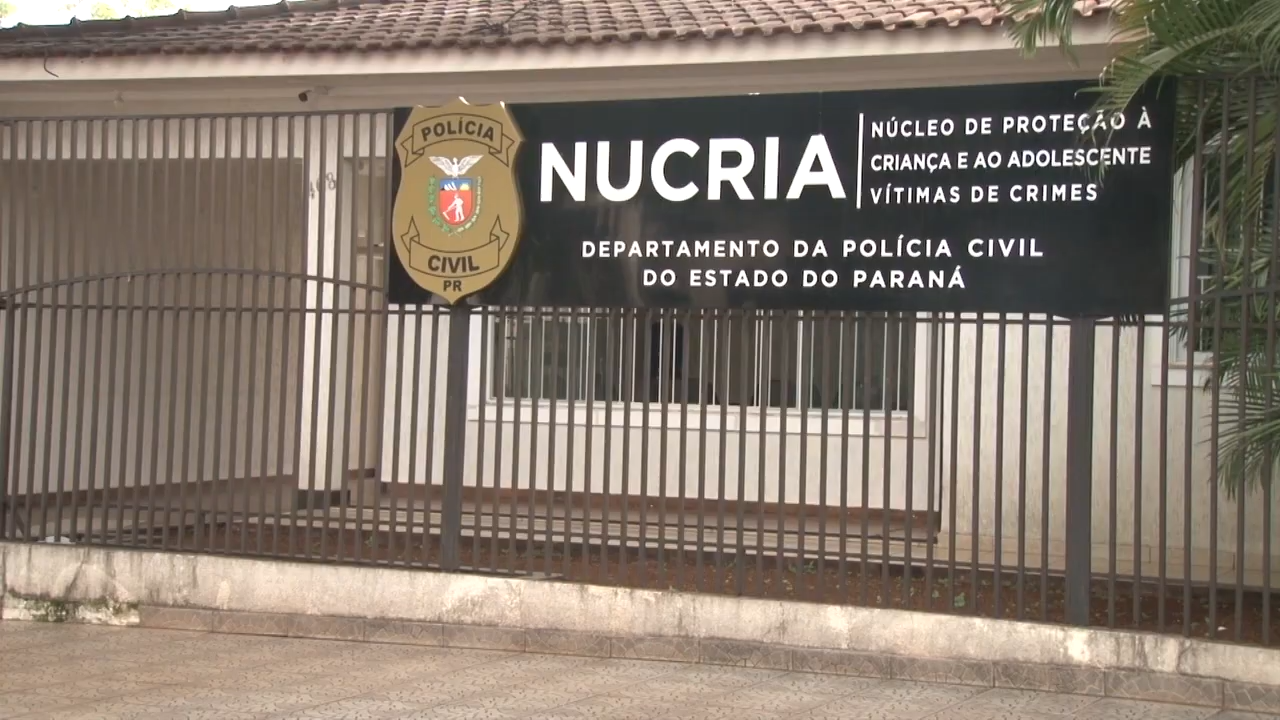 POLÍCIA
CIVIL
PR
NUCRIA
NÚCLEO DE PROTEÇÃO À
CRIANÇA E AO ADOLESCENTE
VÍTIMAS DE CRIMES
DEPARTAMENTO DA POLÍCIA CIVIL
DO ESTADO DO PARANÁ